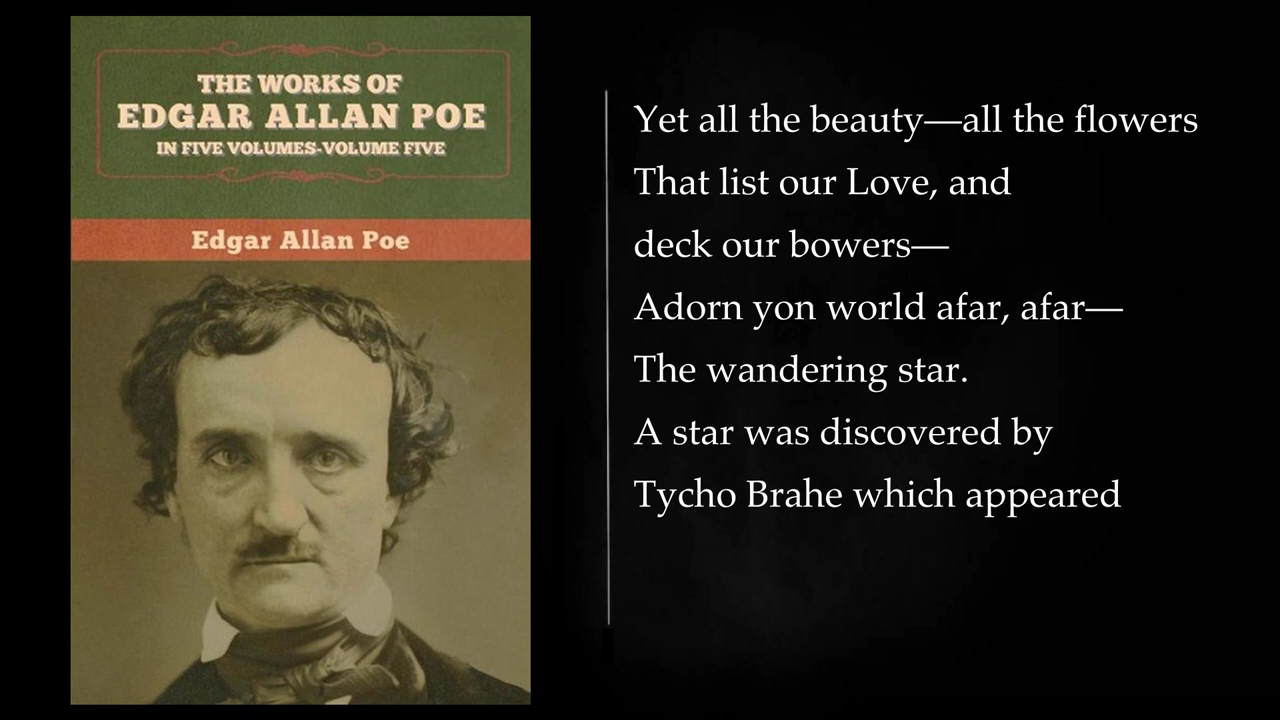 THE WORKS OF
EDGAR ALLAN POE
IN FIVE VOLUMES-VOLUME FIVE
Edgar Allan Poe
Yet all the beauty—all the flowers
That list our Love, and
deck our bowers—
Adorn yon world afar, afar—
The wandering star.
A star was discovered by
Tycho Brahe which appeared